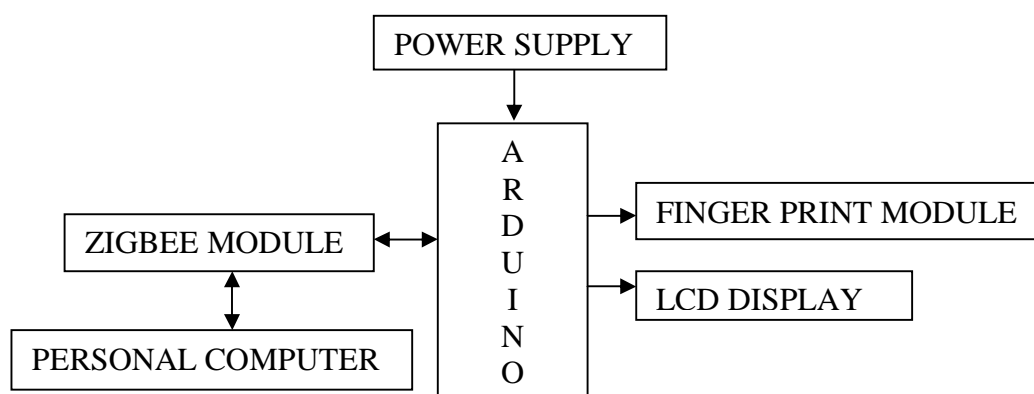 POWER SUPPLY
A
R
D
U
I
N
O
FINGER PRINT MODULE
ZIGBEE MODULE
LCD DISPLAY
PERSONAL COMPUTER